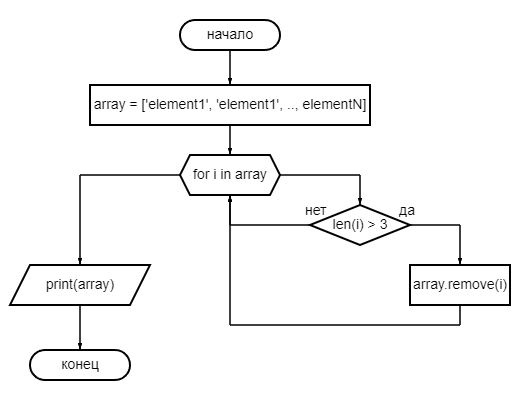 начало
array = ['element1', 'element1', .., elementN]
for i in array
нет
да
len(i) > 3
print(array)
array.remove(i)
конец